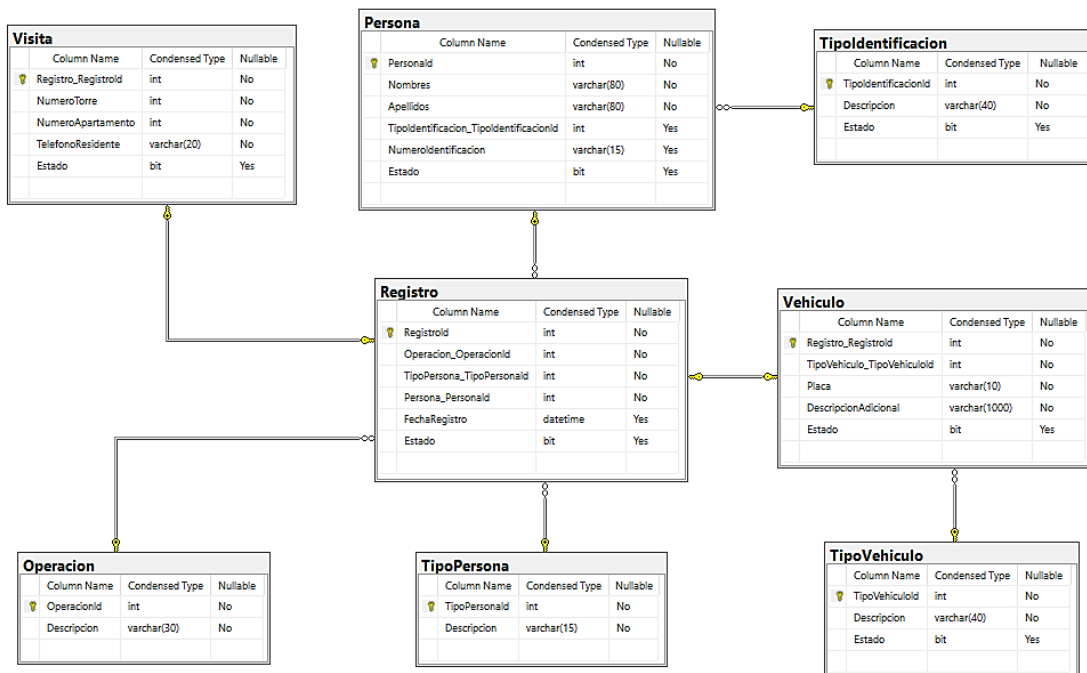 Visita
Column Name Condensed Type Nullable
Registro_RegistroId int No
NumeroTorre int No
NumeroApartamento int No
TelefonoResidente varchar(20) No
Estado bit Yes
Persona
Column Name Condensed Type Nullable
PersonaId int No
Nombres varchar(80) No
Apellidos varchar(80) No
TipoIdentificacion_TipoIdentificacionId int Yes
NumeroIdentificacion varchar(15) Yes
Estado bit Yes
TipoIdentificacion
Column Name Condensed Type Nullable
TipoIdentificacionId int No
Descripcion varchar(40) No
Estado bit Yes
Registro
Column Name Condensed Type Nullable
RegistroId int No
Operacion_OperacionId int No
TipoPersona_TipoPersonaId int No
Persona_PersonaId int No
FechaRegistro datetime Yes
Estado bit Yes
Vehiculo
Column Name Condensed Type Nullable
Registro_RegistroId int No
TipoVehiculo_TipoVehiculoId int No
Placa varchar(10) No
DescripcionAdicional varchar(1000) No
Estado bit Yes
Operacion
Column Name Condensed Type Nullable
OperacionId int No
Descripcion varchar(30) No
TipoPersona
Column Name Condensed Type Nullable
TipoPersonaId int No
Descripcion varchar(15) No
TipoVehiculo
Column Name Condensed Type Nullable
TipoVehiculoId int No
Descripcion varchar(40) No
Estado bit Yes